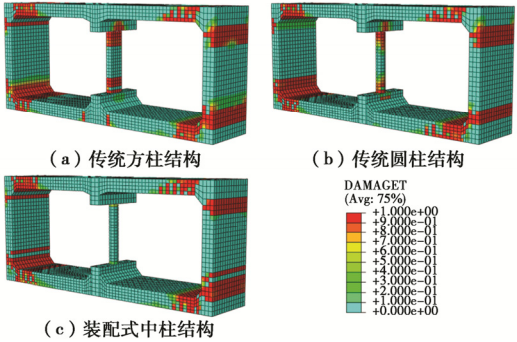 （a）传统方柱结构
（b）传统圆柱结构
DAMAGET
(Avg: 75%)
+1.000e+00
+9.000e-01
+8.000e-01
+7.000e-01
+6.000e-01
+5.000e-01
+4.000e-01
+3.000e-01
+2.000e-01
+1.000e-01
+0.000e+00
（c）装配式中柱结构